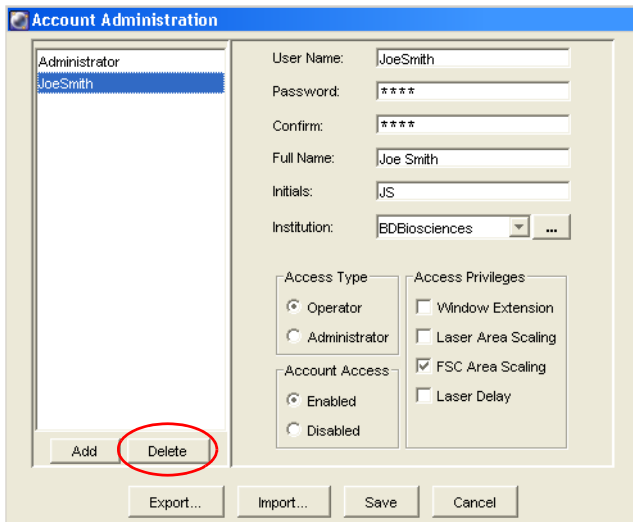 Account Administration
Administrator
JoeSmith
User Name: JoeSmith
Password: ****
Confirm: ****
Full Name: Joe Smith
Initials: JS
Institution: BDBiosciences ...
Access Type
Operator
Administrator
Account Access
Enabled
Disabled
Access Privileges
Window Extension
Laser Area Scaling
FSC Area Scaling
Laser Delay
Add Delete
Export... Import... Save Cancel